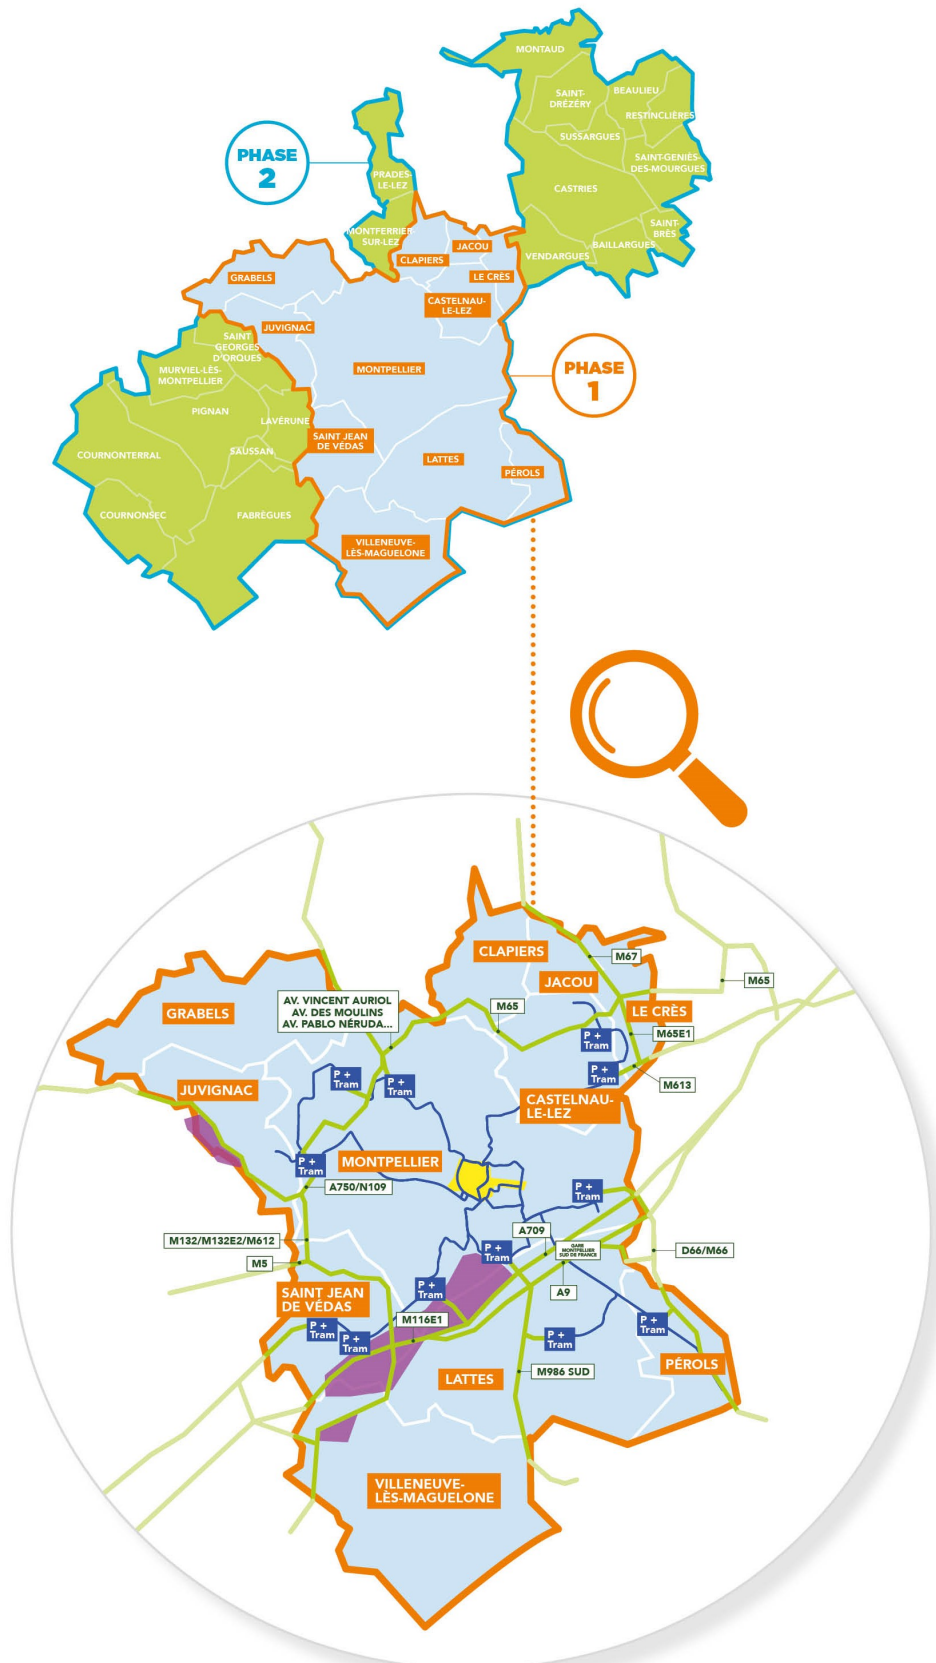 MONTAUD
SAINT-
DRÉZÉRY
BEAULIEU
RESTINCLIÈRES
SUSSARGUES
SAINT-GENIÈS-
DES-MOURGUES
CASTRIES
SAINT-
BRÈS
BAILLARGUES
VENDARGUES
PHASE
2
PRADES-
LE-LEZ
MONTFERRIER-
SUR-LEZ
JACOU
CLAPIERS
LE CRÈS
GRABELS
CASTELNAU-
LE-LEZ
JUVIGNAC
SAINT
GEORGES
D'ORQUES
MURVIEL-LÈS-
MONTPELLIER
MONTPELLIER
PHASE
1
PIGNAN
LAVÉRUNE
SAINT JEAN
DE VÉDAS
SAUSSAN
COURNONTERRAL
LATTES
PÉROLS
COURNONSEC
FABRÈGUES
VILLENEUVE-
LÈS-MAGUELONE
CLAPIERS
M67
JACOU
M65
GRABELS
AV. VINCENT AURIOL
AV. DES MOULINS
AV. PABLO NÉRUDA...
M65
LE CRÈS
M65E1
P +
Tram
P +
Tram
M613
JUVIGNAC
P +
Tram
P +
Tram
CASTELNAU-
LE-LEZ
P +
Tram
MONTPELLIER
A750/N109
P +
Tram
M132/M132E2/M612
A709
GARE
MONTPELLIER
SUD DE FRANCE
D66/M66
M5
P +
Tram
A9
SAINT JEAN
DE VÉDAS
P +
Tram
M116E1
P +
Tram
P +
Tram
P +
Tram
P +
Tram
PÉROLS
LATTES
M986 SUD
VILLENEUVE-
LÈS-MAGUELONE